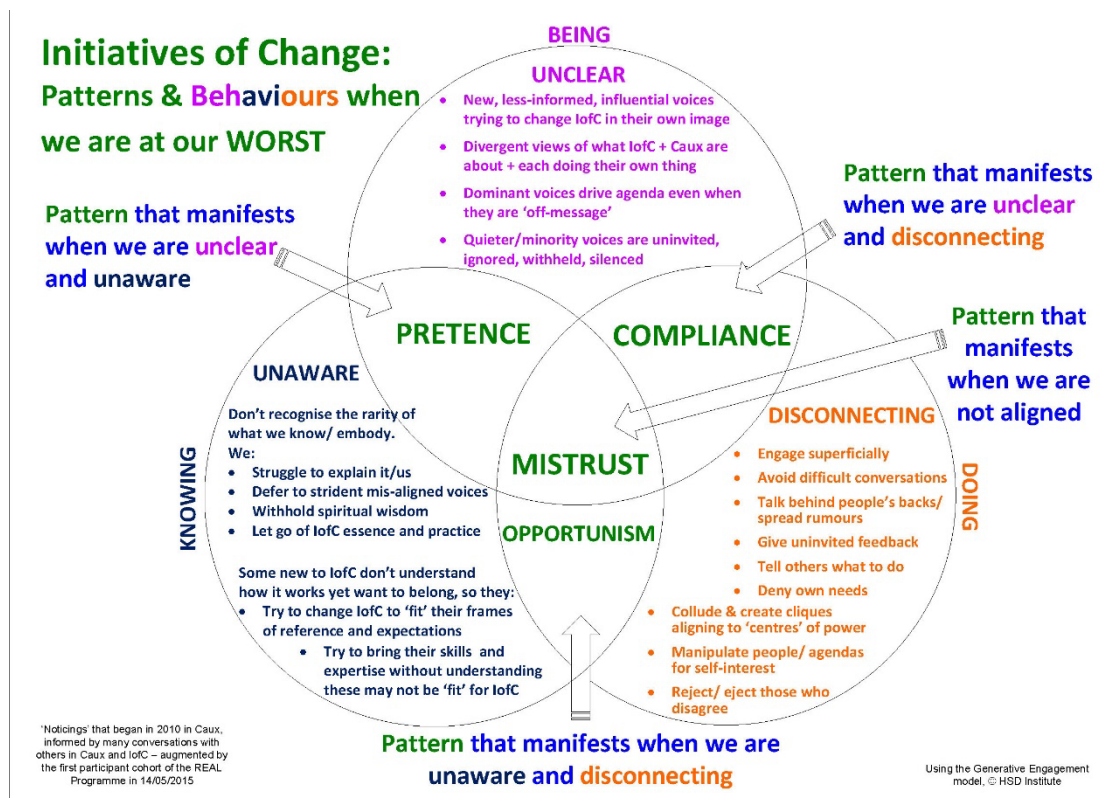 Initiatives of Change:
Patterns & Behaviours when
we are at our WORST
BEING
UNCLEAR
• New, less-informed, influential voices
trying to change IofC in their own image
• Divergent views of what IofC + Caux are
about + each doing their own thing
• Dominant voices drive agenda even when
they are ‘off-message’
• Quieter/minority voices are uninvited,
ignored, withheld, silenced
Pattern that manifests
when we are unclear
and unaware
Pattern that manifests
when we are unclear
and disconnecting
PRETENCE
COMPLIANCE
Pattern that
manifests
when we are
not aligned
KNOWING
UNAWARE
Don’t recognise the rarity of
what we know/ embody.
We:
• Struggle to explain it/us
• Defer to strident mis-aligned voices
• Withhold spiritual wisdom
• Let go of IofC essence and practice
Some new to IofC don’t understand
how it works yet want to belong, so they:
• Try to change IofC to ‘fit’ their frames
of reference and expectations
• Try to bring their skills and
expertise without understanding
these may not be ‘fit’ for IofC
MISTRUST
OPPORTUNISM
DISCONNECTING
• Engage superficially
• Avoid difficult conversations
• Talk behind people’s backs/
spread rumours
• Give uninvited feedback
• Tell others what to do
• Deny own needs
• Collude & create cliques
aligning to ‘centres’ of power
• Manipulate people/ agendas
for self-interest
• Reject/ eject those who
disagree
DOING
Pattern that manifests when we are
unaware and disconnecting
‘Noticings’ that began in 2010 in Caux,
informed by many conversations with
others in Caux and IofC – augmented by
the first participant cohort of the REAL
Programme in 14/05/2015
Using the Generative Engagement
model, © HSD Institute